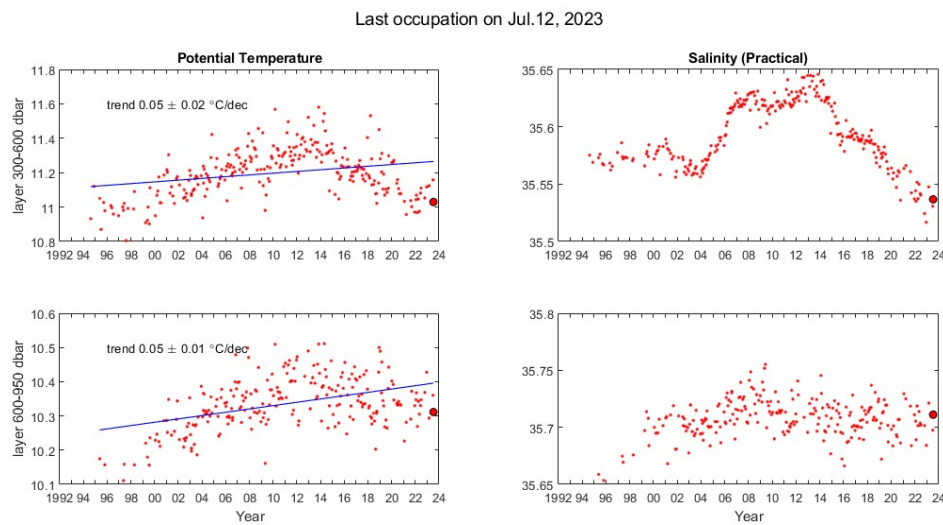 Last occupation on Jul.12, 2023
Potential Temperature
layer 300-600 dbar
11.8
11.6
11.4
11.2
11
10.8
trend 0.05 ± 0.02 °C/dec
1992 94 96 98 00 02 04 06 08 10 12 14 16 18 20 22 24
Salinity (Practical)
35.65
35.6
35.55
35.5
1992 94 96 98 00 02 04 06 08 10 12 14 16 18 20 22 24
layer 600-950 dbar
10.6
10.5
10.4
10.3
10.2
10.1
trend 0.05 ± 0.01 °C/dec
1992 94 96 98 00 02 04 06 08 10 12 14 16 18 20 22 24
Year
35.8
35.75
35.7
35.65
1992 94 96 98 00 02 04 06 08 10 12 14 16 18 20 22 24
Year